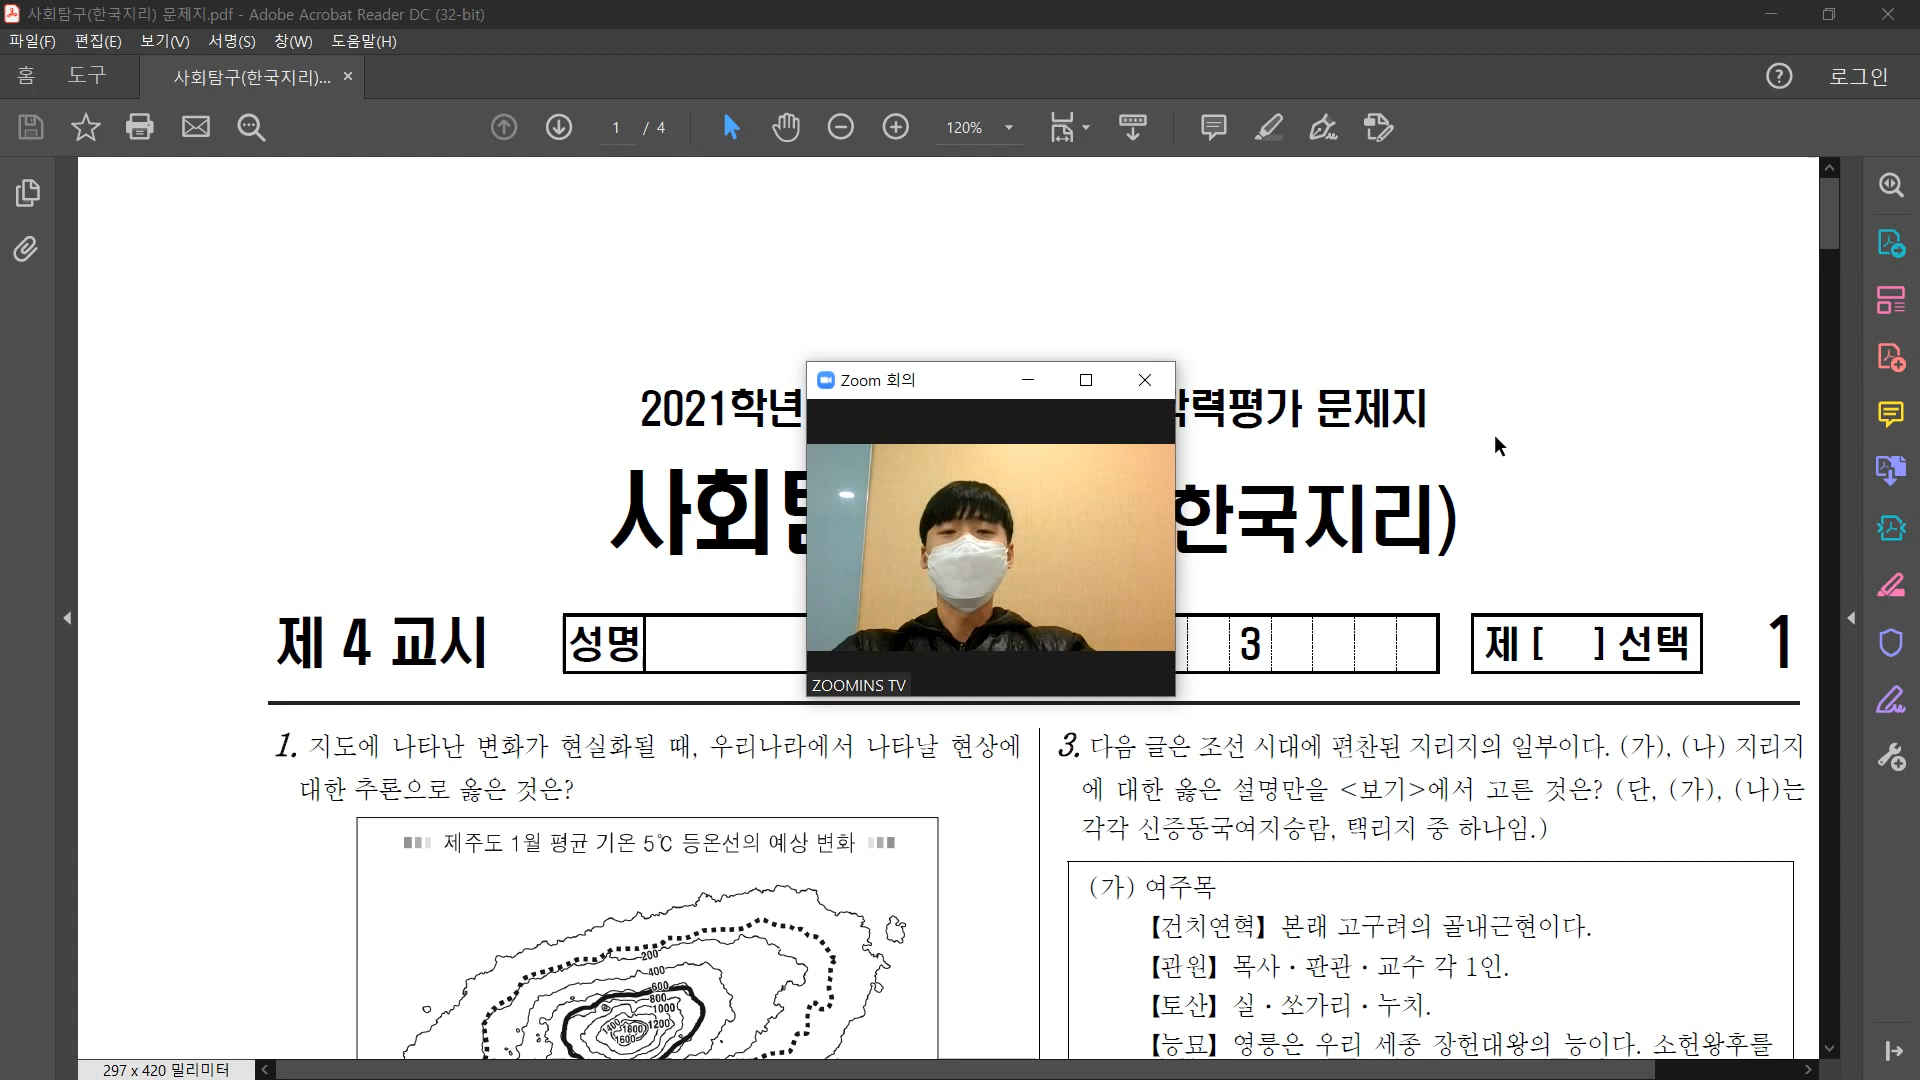 사회탐구(한국지리) 문제지.pdf - Adobe Acrobat Reader DC (32-bit)
파일(F) 편집(E) 보기(V) 서명(S) 창(W) 도움말(H)
홈 도구 사회탐구(한국지리)... × ? 로그인
1 / 4 120%
2021학년 력평가 문제지
Zoom 회의
사회 한국지리)
제 4 교시 성명 3 제 [ ] 선택 1
ZOOMINS TV
1. 지도에 나타난 변화가 현실화될 때, 우리나라에서 나타날 현상에
대한 추론으로 옳은 것은?
제주도 1월 평균 기온 5℃ 등온선의 예상 변화
200
400
600
800
1000
1200
1400
1800
1600
3. 다음 글은 조선 시대에 편찬된 지리지의 일부이다. (가), (나) 지리지
에 대한 옳은 설명만을 <보기>에서 고른 것은? (단, (가), (나)는
각각 신증동국여지승람, 택리지 중 하나임.)
(가) 여주목
【건치연혁】 본래 고구려의 골내근현이다.
【관원】 목사·판관·교수 각 1인.
【토산】 실·쏘가리·누치.
【능묘】 영릉은 우리 세종 장헌대왕의 능이다. 소헌왕후를
297 x 420 밀리미터